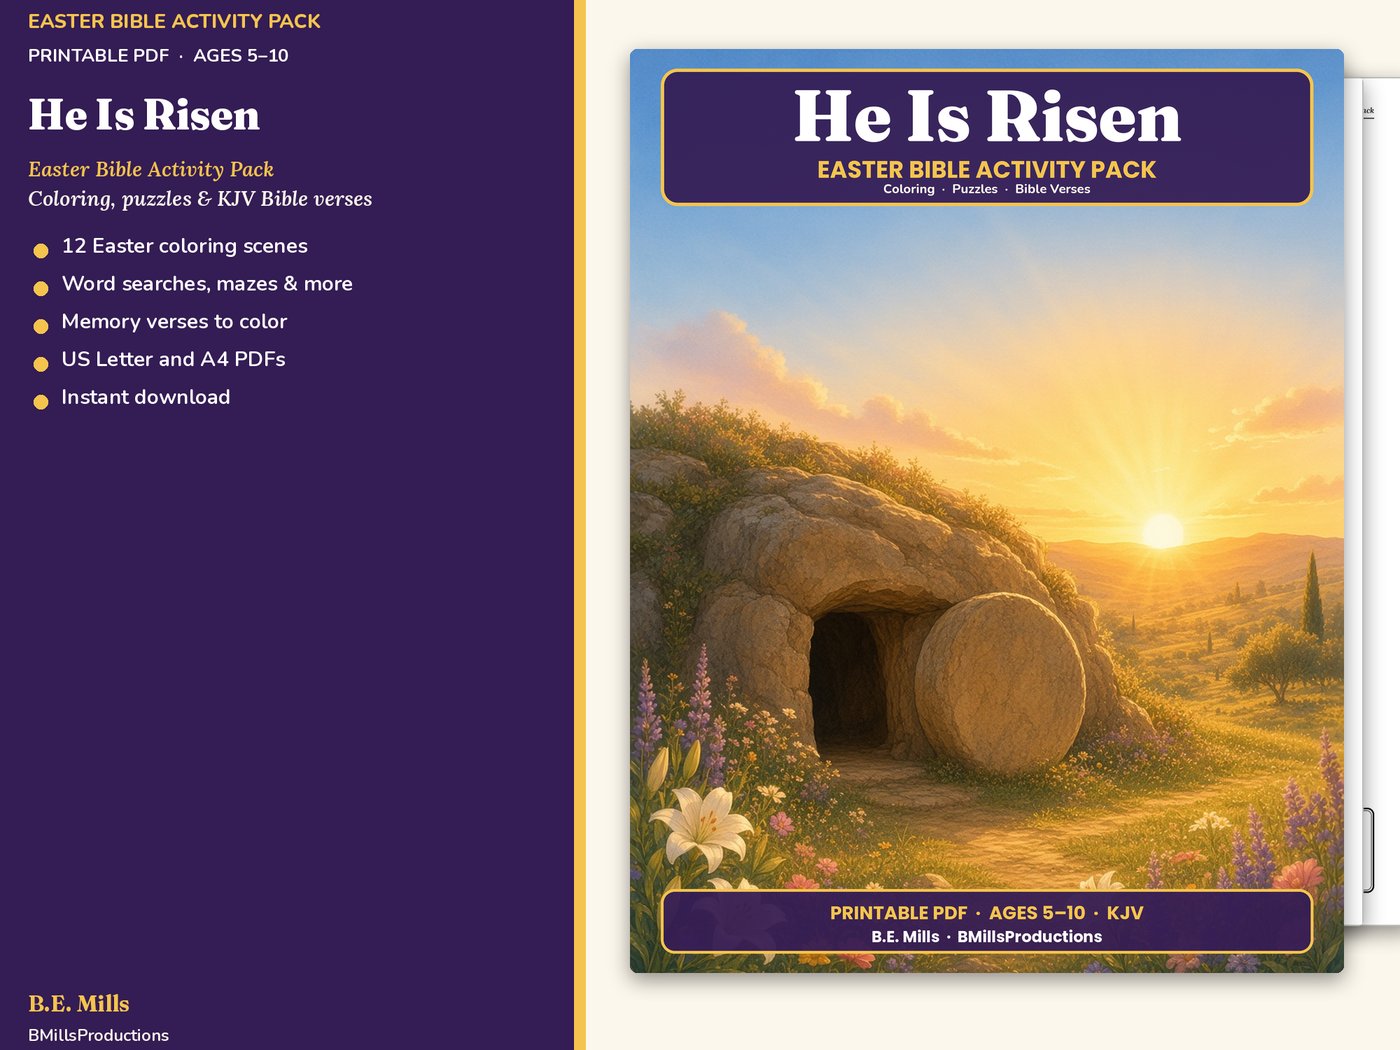 EASTER BIBLE ACTIVITY PACK
PRINTABLE PDF · AGES 5–10
He Is Risen
Easter Bible Activity Pack
Coloring, puzzles & KJV Bible verses
12 Easter coloring scenes
Word searches, mazes & more
Memory verses to color
US Letter and A4 PDFs
Instant download
B.E. Mills
BMillsProductions
He Is Risen
EASTER BIBLE ACTIVITY PACK
Coloring · Puzzles · Bible Verses
PRINTABLE PDF · AGES 5–10 · KJV
B.E. Mills · BMillsProductions